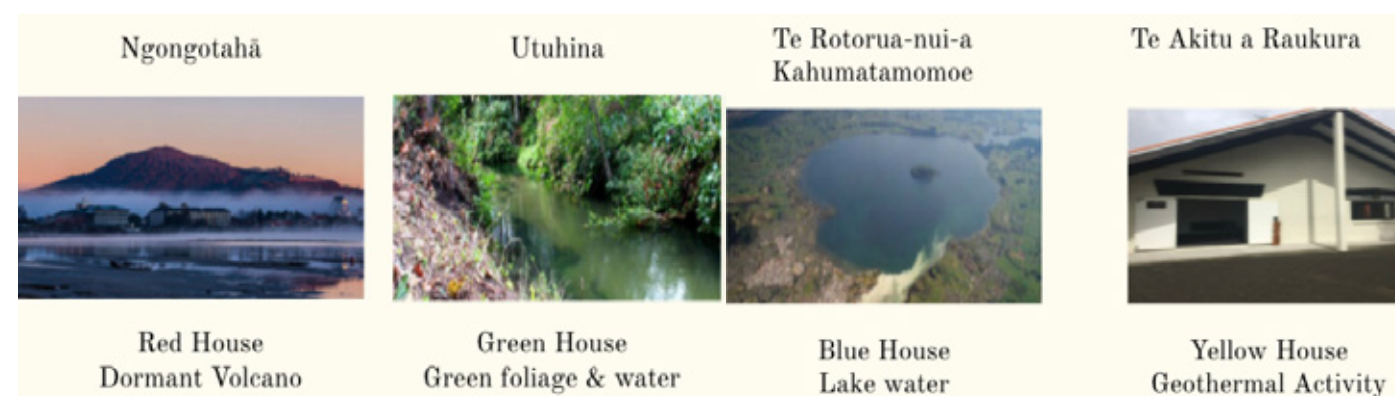 Ngongotahā
Utuhina
Te Rotorua-nui-a
Kahumatamomoe
Te Akitu a Raukura
Red House
Dormant Volcano
Green House
Green foliage & water
Blue House
Lake water
Yellow House
Geothermal Activity